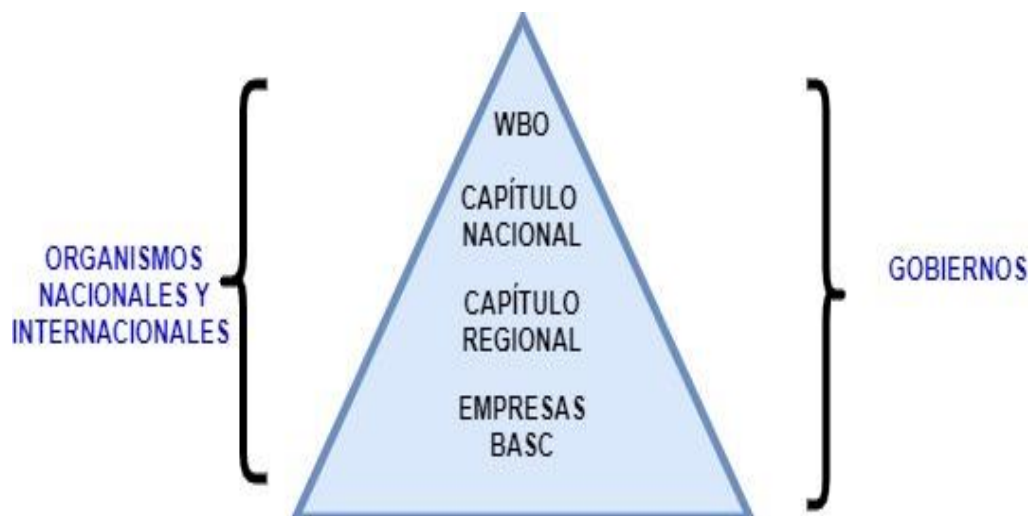 WBO
CAPÍTULO
NACIONAL
CAPÍTULO
REGIONAL
EMPRESAS
BASC
ORGANISMOS
NACIONALES Y
INTERNACIONALES
GOBIERNOS